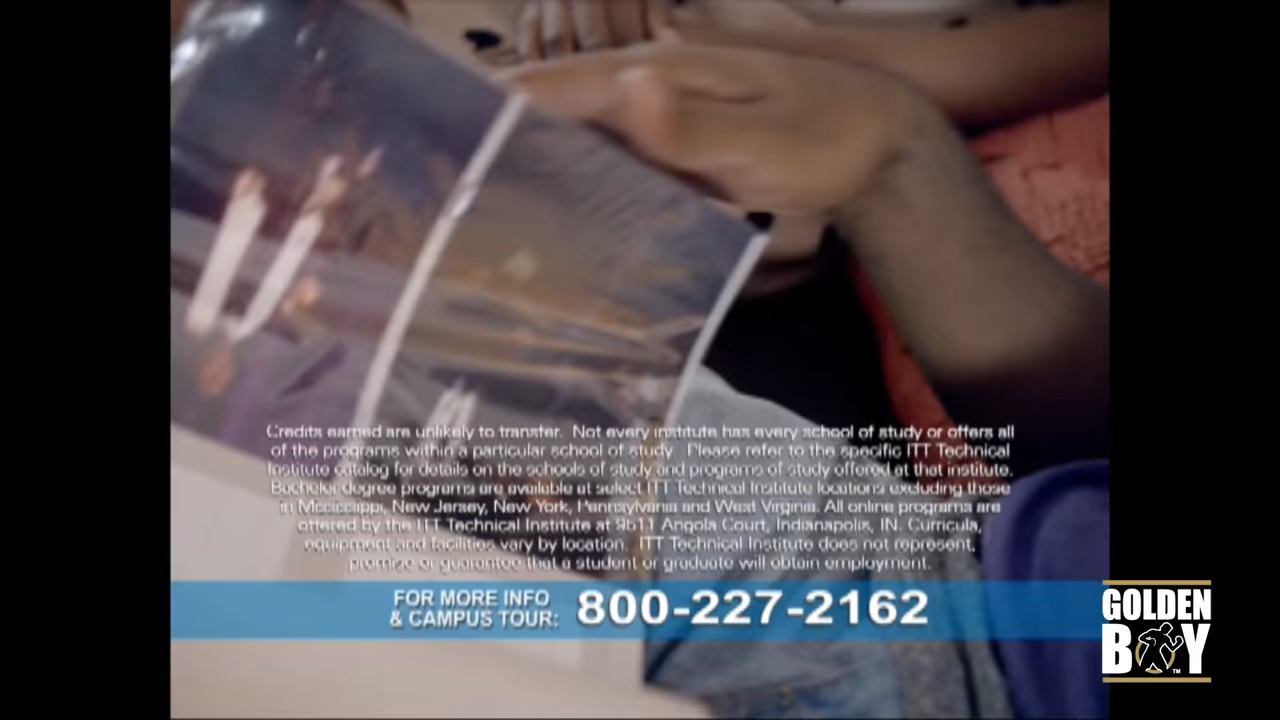 Credits earned are unlikely to transfer. Not every institute has every school of study or offers all
of the programs within a particular school of study. Please refer to the specific ITT Technical
Institute catalog for details on the schools of study and programs of study offered at that institute.
Bachelor degree programs are available at select ITT Technical Institute locations excluding those
in Mississippi, New Jersey, New York, Pennsylvania and West Virginia. All online programs are
offered by the ITT Technical Institute at 9511 Angola Court, Indianapolis, IN. Curricula,
equipment and facilities vary by location. ITT Technical Institute does not represent,
promise or guarantee that a student or graduate will obtain employment.
FOR MORE INFO
& CAMPUS TOUR:
800-227-2162
GOLDEN
BOY
TM